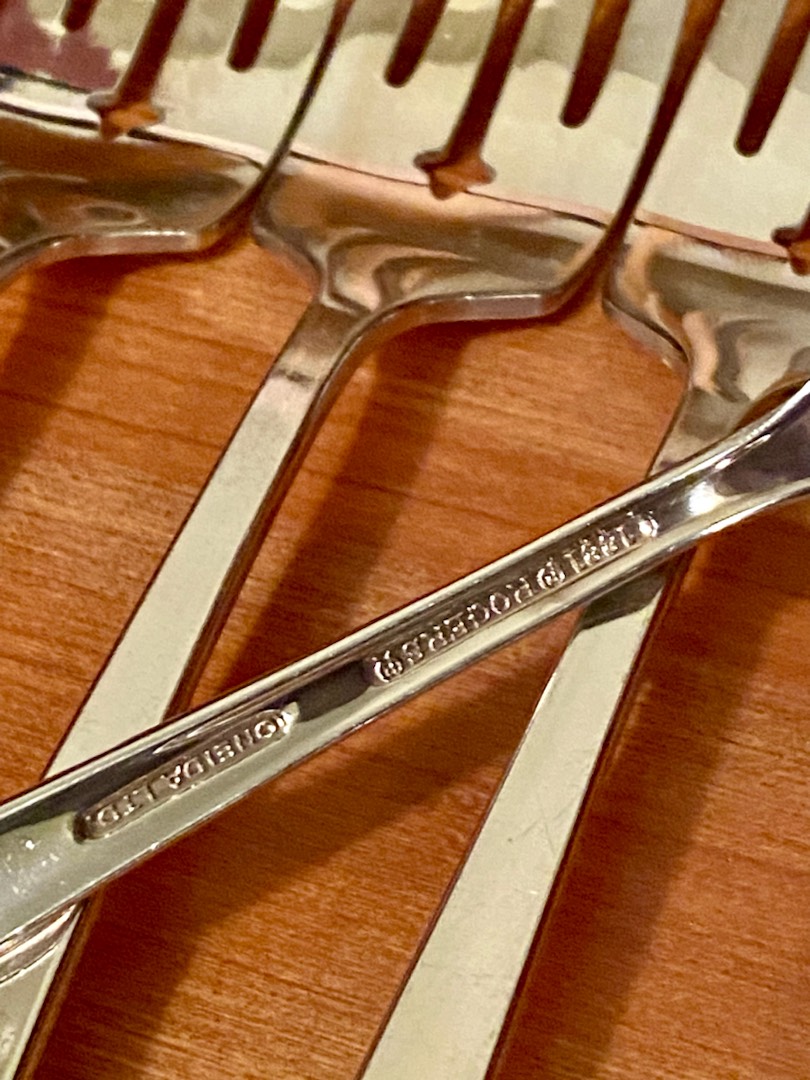 1881 ® ROGERS ®
ONEIDA LTD.